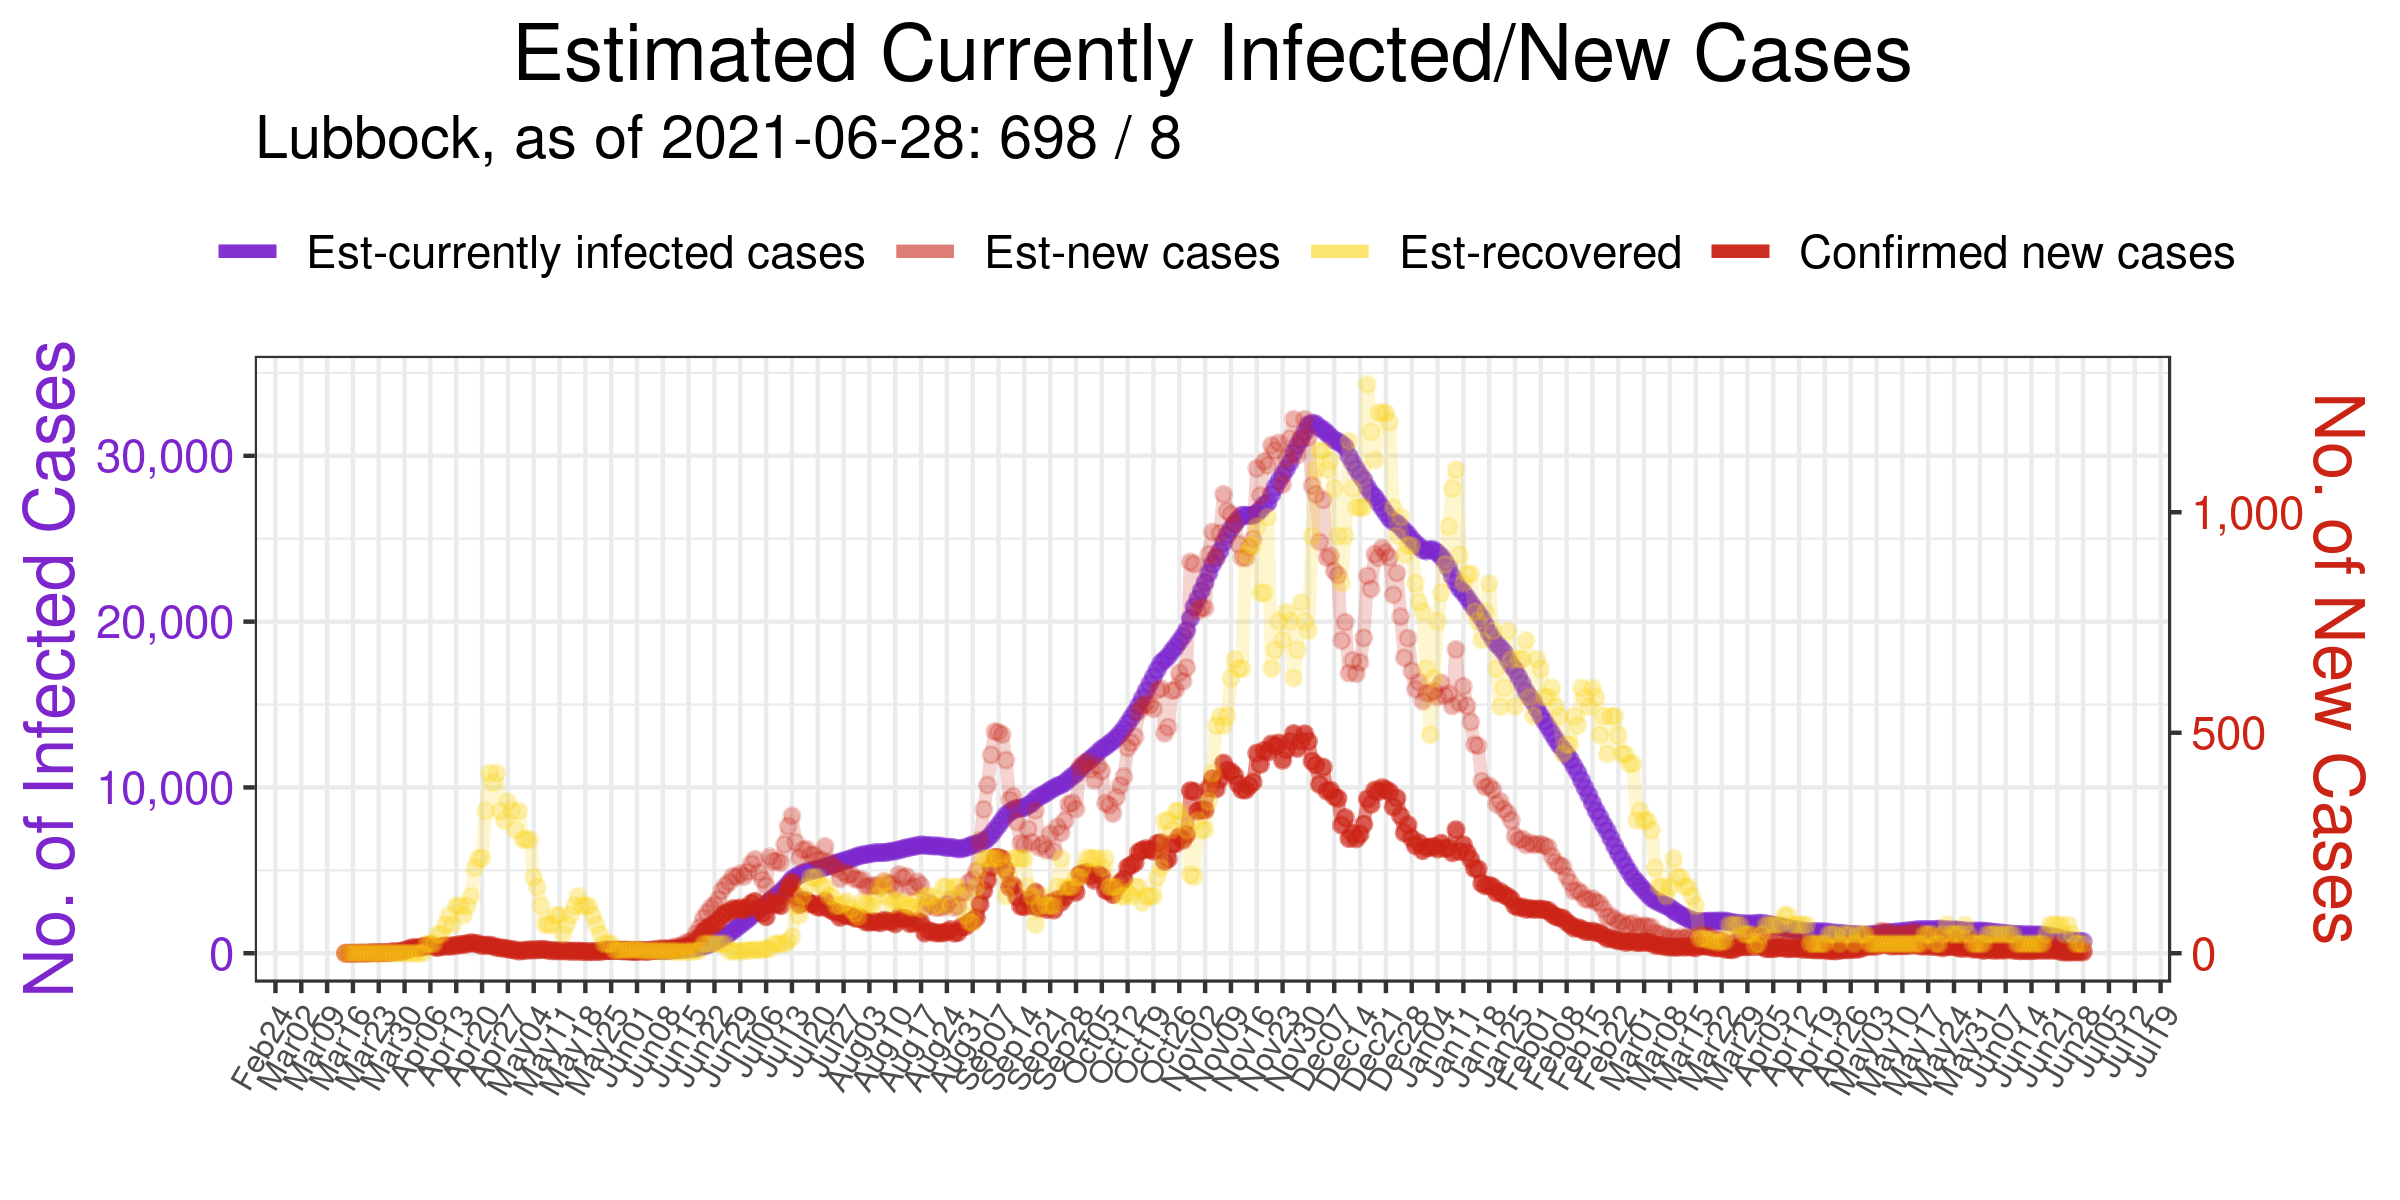 Estimated Currently Infected/New Cases
Lubbock, as of 2021-06-28: 698 / 8
Est-currently infected cases
Est-new cases
Est-recovered
Confirmed new cases
No. of Infected Cases
30,000
20,000
10,000
0
1,000
500
0
No. of New Cases
Feb24
Mar02
Mar09
Mar16
Mar23
Mar30
Apr06
Apr13
Apr20
Apr27
May04
May11
May18
May25
Jun01
Jun08
Jun15
Jun22
Jun29
Jul06
Jul13
Jul20
Jul27
Aug03
Aug10
Aug17
Aug24
Aug31
Sep07
Sep14
Sep21
Sep28
Oct05
Oct12
Oct19
Oct26
Nov02
Nov09
Nov16
Nov23
Nov30
Dec07
Dec14
Dec21
Dec28
Jan04
Jan11
Jan18
Jan25
Feb01
Feb08
Feb15
Feb22
Mar01
Mar08
Mar15
Mar22
Mar29
Apr05
Apr12
Apr19
Apr26
May03
May10
May17
May24
May31
Jun07
Jun14
Jun21
Jun28
Jul05
Jul12
Jul19